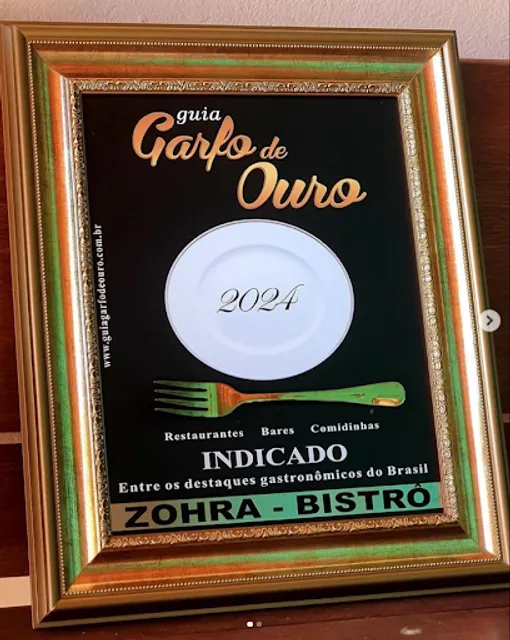 guia
Garfo de
Ouro
2024
www.guiagarfodeouro.com.br
Restaurantes Bares Comidinhas
INDICADO
Entre os destaques gastronômicos do Brasil
ZOHRA - BISTRÔ